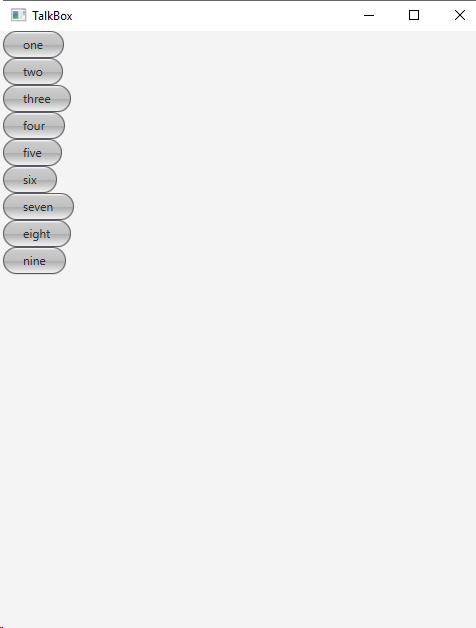 TalkBox
one
two
three
four
five
six
seven
eight
nine